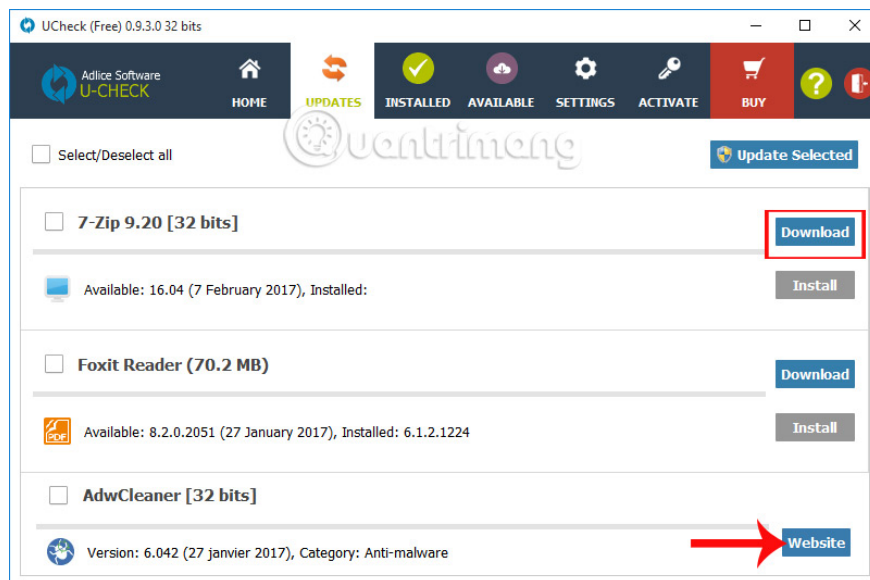 UCheck (Free) 0.9.3.0 32 bits
Adlice Software
U-CHECK
HOME
UPDATES
INSTALLED
AVAILABLE
SETTINGS
ACTIVATE
BUY
?
Quantrimang
Select/Deselect all
Update Selected
7-Zip 9.20 [32 bits]
Download
Available: 16.04 (7 February 2017), Installed:
Install
Foxit Reader (70.2 MB)
Download
PDF
Available: 8.2.0.2051 (27 January 2017), Installed: 6.1.2.1224
Install
AdwCleaner [32 bits]
Version: 6.042 (27 janvier 2017), Category: Anti-malware
Website